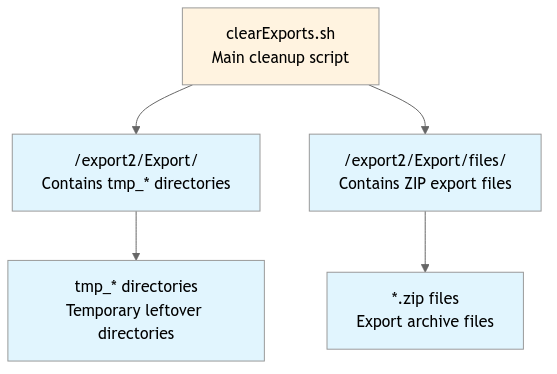 clearExports.sh
Main cleanup script
/export2/Export/
Contains tmp_* directories
/export2/Export/files/
Contains ZIP export files
tmp_* directories
Temporary leftover
directories
*.zip files
Export archive files